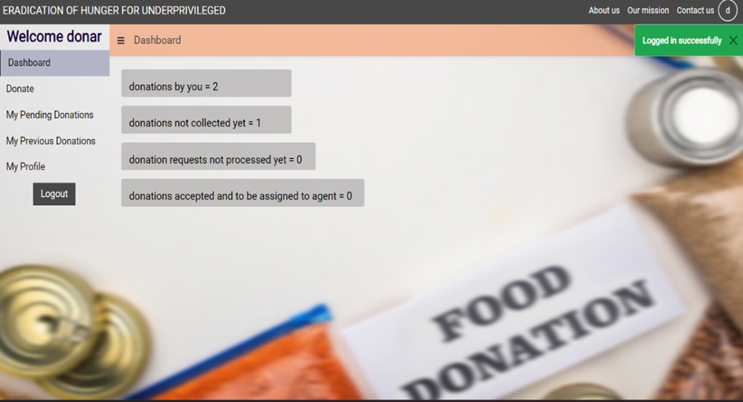 ERADICATION OF HUNGER FOR UNDERPRIVILEGED
About us Our mission Contact us d
Welcome donar
☰ Dashboard
Logged in successfully ✕
Dashboard
Donate
My Pending Donations
My Previous Donations
My Profile
Logout
donations by you = 2
donations not collected yet = 1
donation requests not processed yet = 0
donations accepted and to be assigned to agent = 0
FOOD
DONATION